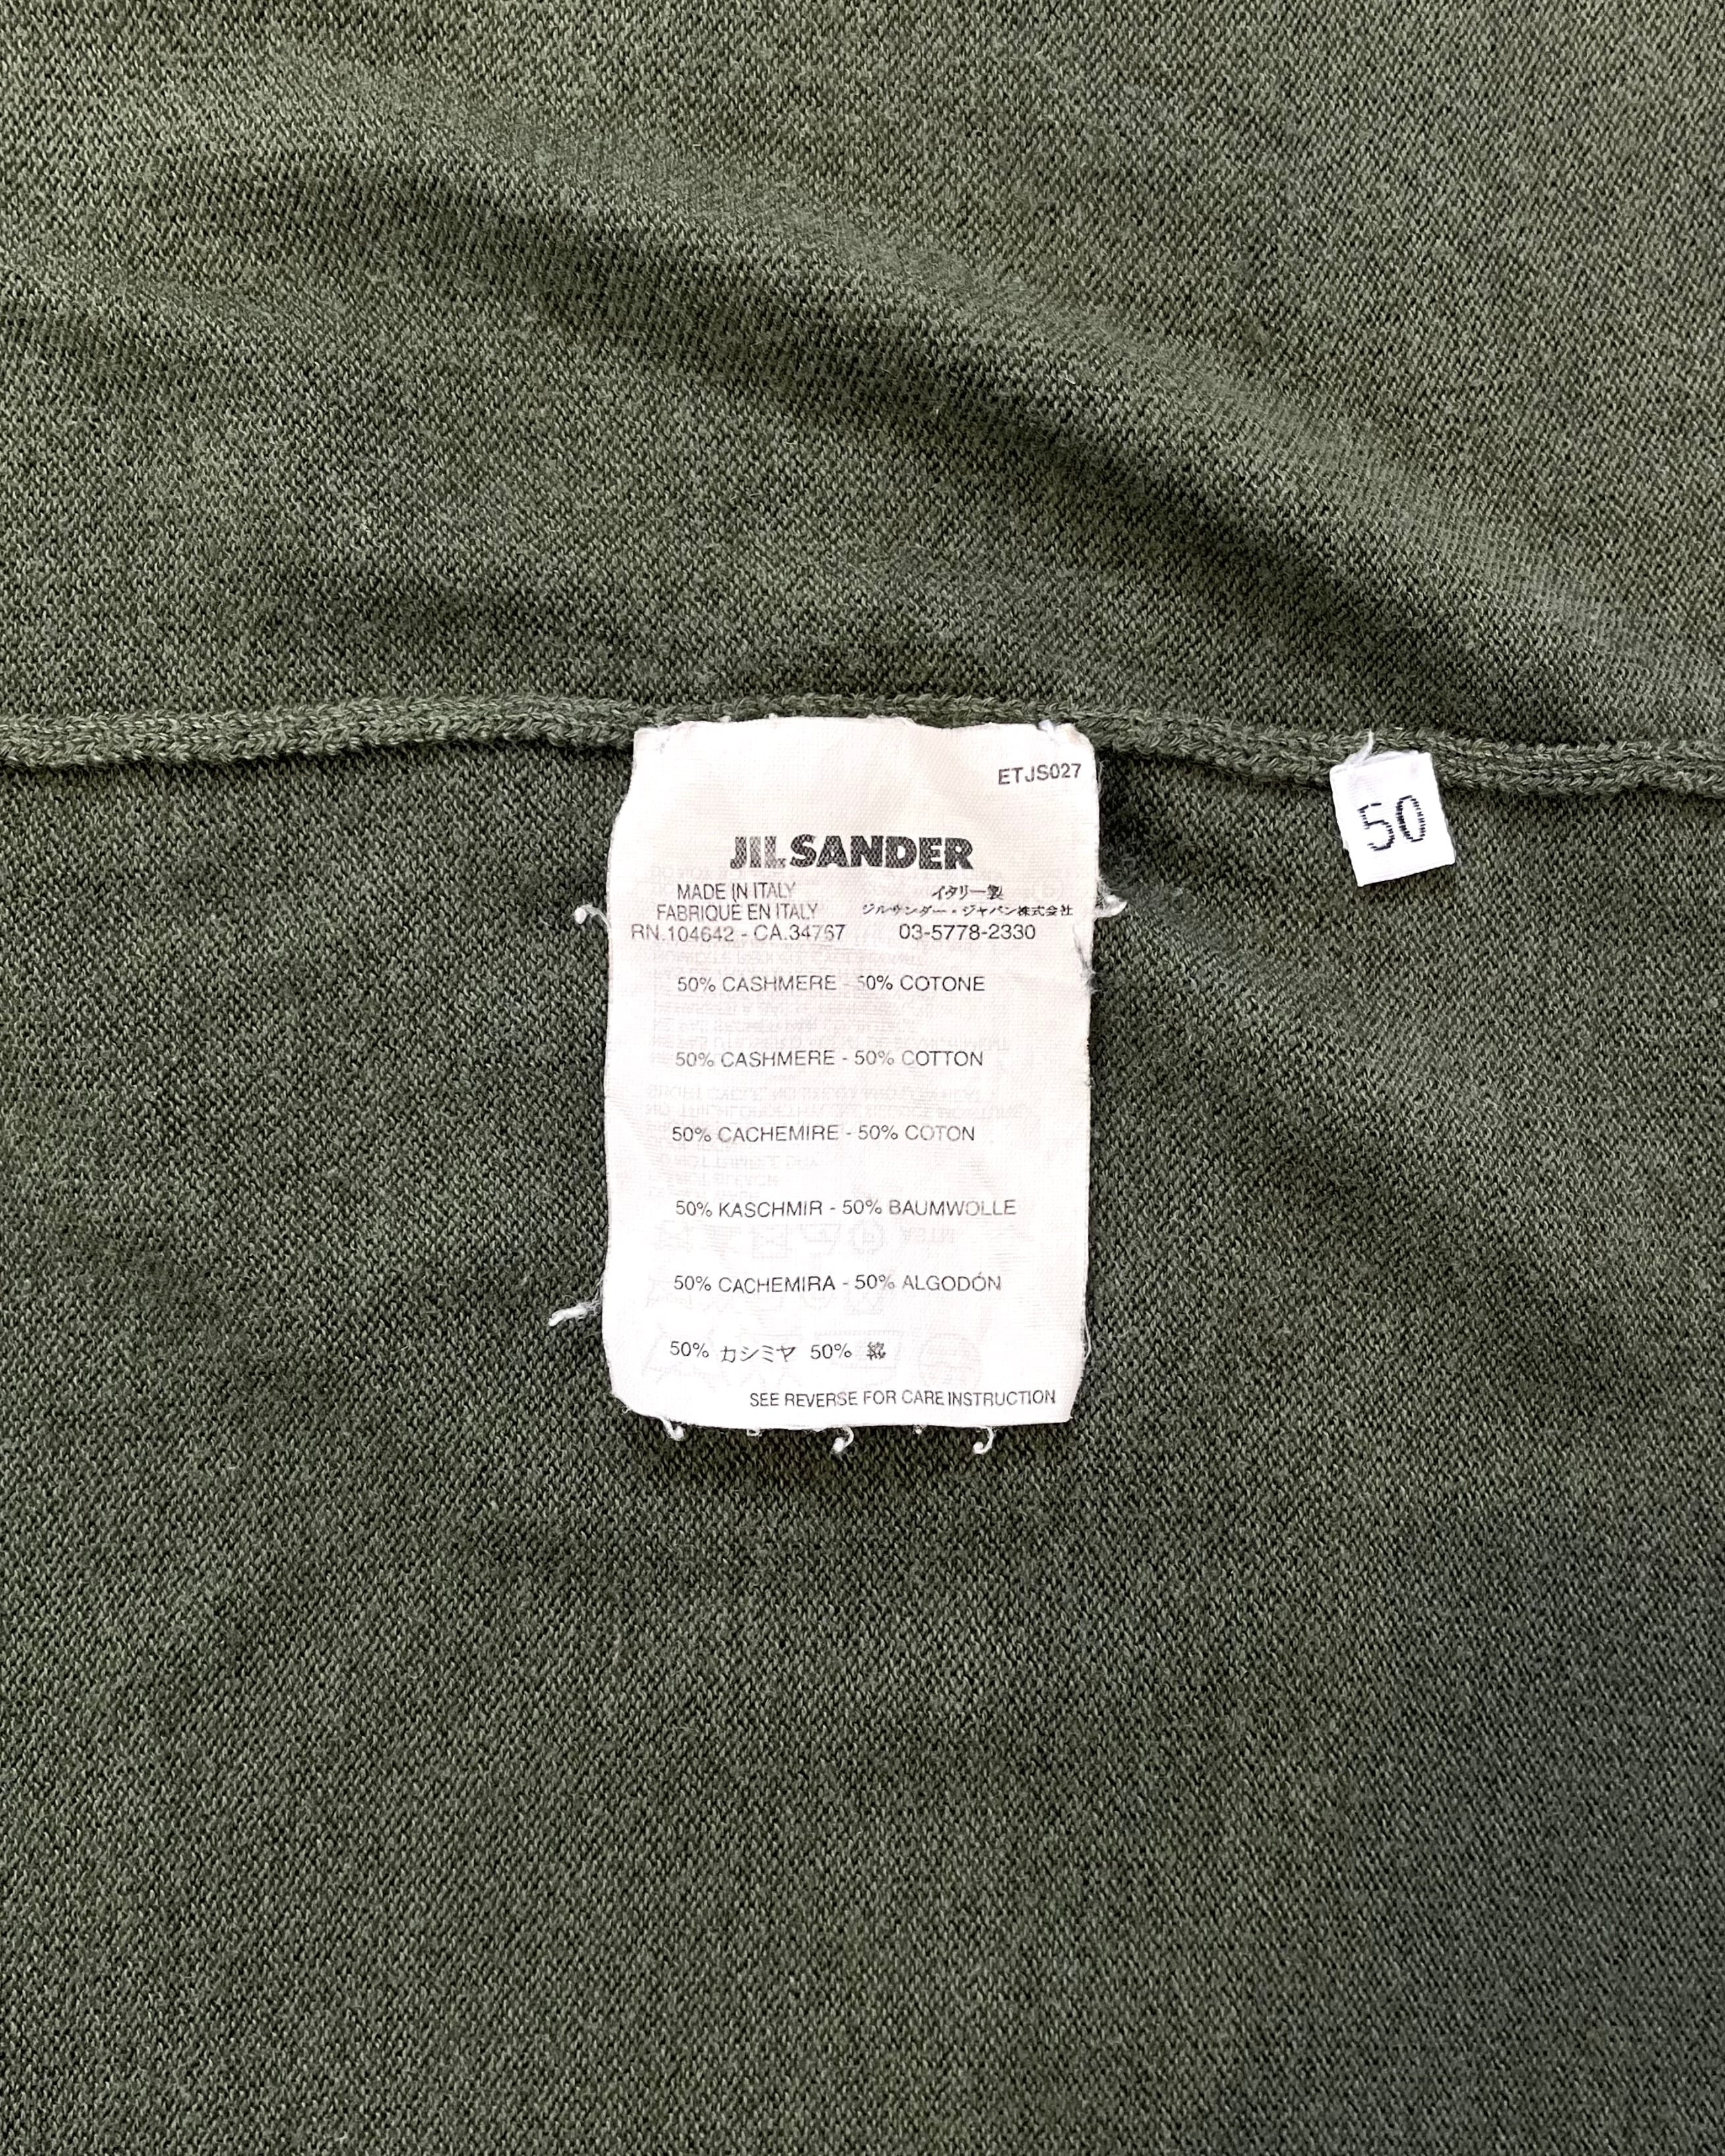 ETJS027
JIL SANDER
MADE IN ITALY イタリー製
FABRIQUE EN ITALY ジルサンダー・ジャパン株式会社
RN.104642 - CA.34767 03-5778-2330
50% CASHMERE - 50% COTONE
50% CASHMERE - 50% COTTON
50% CACHEMIRE - 50% COTON
50% KASCHMIR - 50% BAUMWOLLE
50% CACHEMIRA - 50% ALGODÓN
50% カシミヤ 50% 綿
SEE REVERSE FOR CARE INSTRUCTION
50